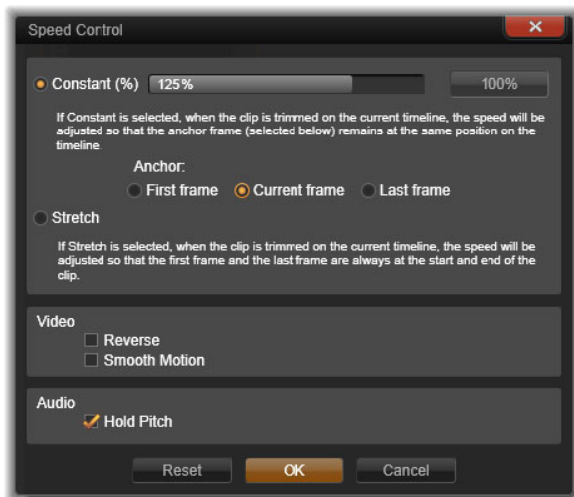 Speed Control
Constant (%) 125% 100%
If Constant is selected, when the clip is trimmed on the current timeline, the speed will be
adjusted so that the anchor frame (selected below) remains at the same position on the
timeline.
Anchor:
First frame Current frame Last frame
Stretch
If Stretch is selected, when the clip is trimmed on the current timeline, the speed will be
adjusted so that the first frame and the last frame are always at the start and end of the
clip.
Video
Reverse
Smooth Motion
Audio
Hold Pitch
Reset OK Cancel